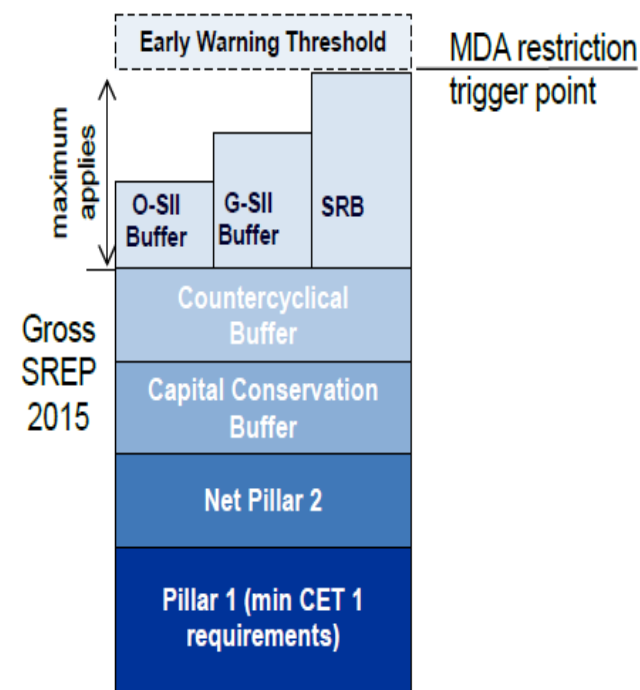 Early Warning Threshold
MDA restriction
trigger point
maximum
applies
O-SII
Buffer
G-SII
Buffer
SRB
Countercyclical
Buffer
Gross
SREP
2015
Capital Conservation
Buffer
Net Pillar 2
Pillar 1 (min CET 1
requirements)